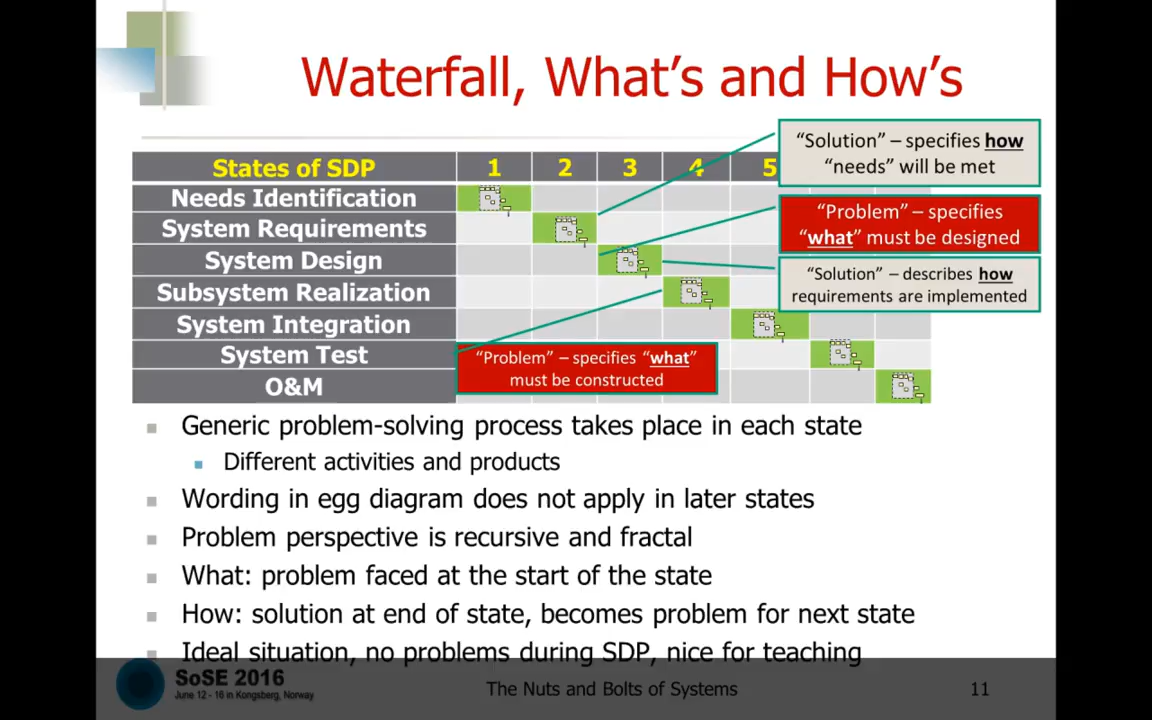 Waterfall, What's and How's
States of SDP 1 2 3 4 5
Needs Identification
System Requirements
System Design
Subsystem Realization
System Integration
System Test
O&M
“Solution” – specifies how
“needs” will be met
“Problem” – specifies
“what” must be designed
“Solution” – describes how
requirements are implemented
“Problem” – specifies “what”
must be constructed
Generic problem-solving process takes place in each state
Different activities and products
Wording in egg diagram does not apply in later states
Problem perspective is recursive and fractal
What: problem faced at the start of the state
How: solution at end of state, becomes problem for next state
Ideal situation, no problems during SDP, nice for teaching
SoSE 2016
June 12 - 16 in Kongsberg, Norway
The Nuts and Bolts of Systems
11